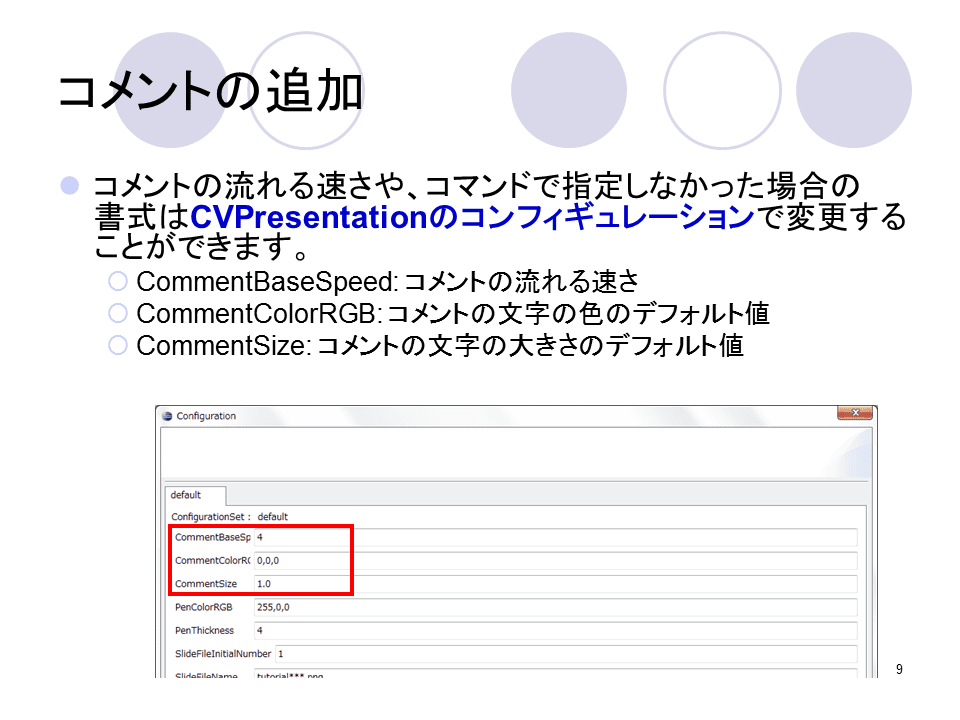 コメントの追加
コメントの流れる速さや、コマンドで指定しなかった場合の
書式はCVPresentationのコンフィギュレーションで変更する
ことができます。
CommentBaseSpeed: コメントの流れる速さ
CommentColorRGB: コメントの文字の色のデフォルト値
CommentSize: コメントの文字の大きさのデフォルト値
Configuration
default
ConfigurationSet : default
CommentBaseSp 4
CommentColorRG 0,0,0
CommentSize 1.0
PenColorRGB 255,0,0
PenThickness 4
SlideFileInitialNumber 1
SlideFileName tutorial***.png
9